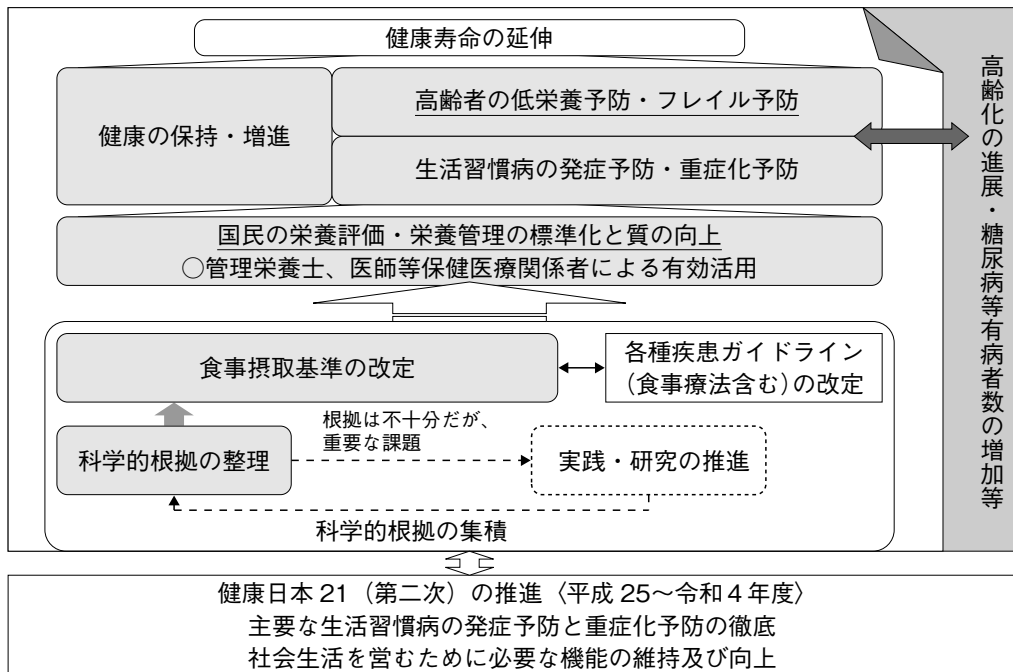 健康寿命の延伸
健康の保持・増進
高齢者の低栄養予防・フレイル予防
生活習慣病の発症予防・重症化予防
高齢化の進展・糖尿病等有病者数の増加等
国民の栄養評価・栄養管理の標準化と質の向上
○管理栄養士、医師等保健医療関係者による有効活用
食事摂取基準の改定
各種疾患ガイドライン
(食事療法含む)の改定
根拠は不十分だが、
重要な課題
科学的根拠の整理
実践・研究の推進
科学的根拠の集積
健康日本 21（第二次）の推進〈平成 25～令和 4 年度〉
主要な生活習慣病の発症予防と重症化予防の徹底
社会生活を営むために必要な機能の維持及び向上